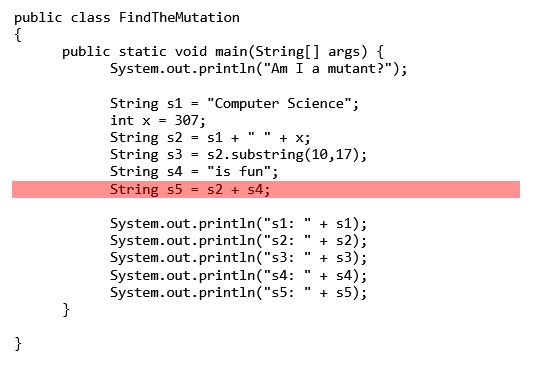 public class FindTheMutation
{
public static void main(String[] args) {
System.out.println("Am I a mutant?");
String s1 = "Computer Science";
int x = 307;
String s2 = s1 + " " + x;
String s3 = s2.substring(10,17);
String s4 = "is fun";
String s5 = s2 + s4;
System.out.println("s1: " + s1);
System.out.println("s2: " + s2);
System.out.println("s3: " + s3);
System.out.println("s4: " + s4);
System.out.println("s5: " + s5);
}
}